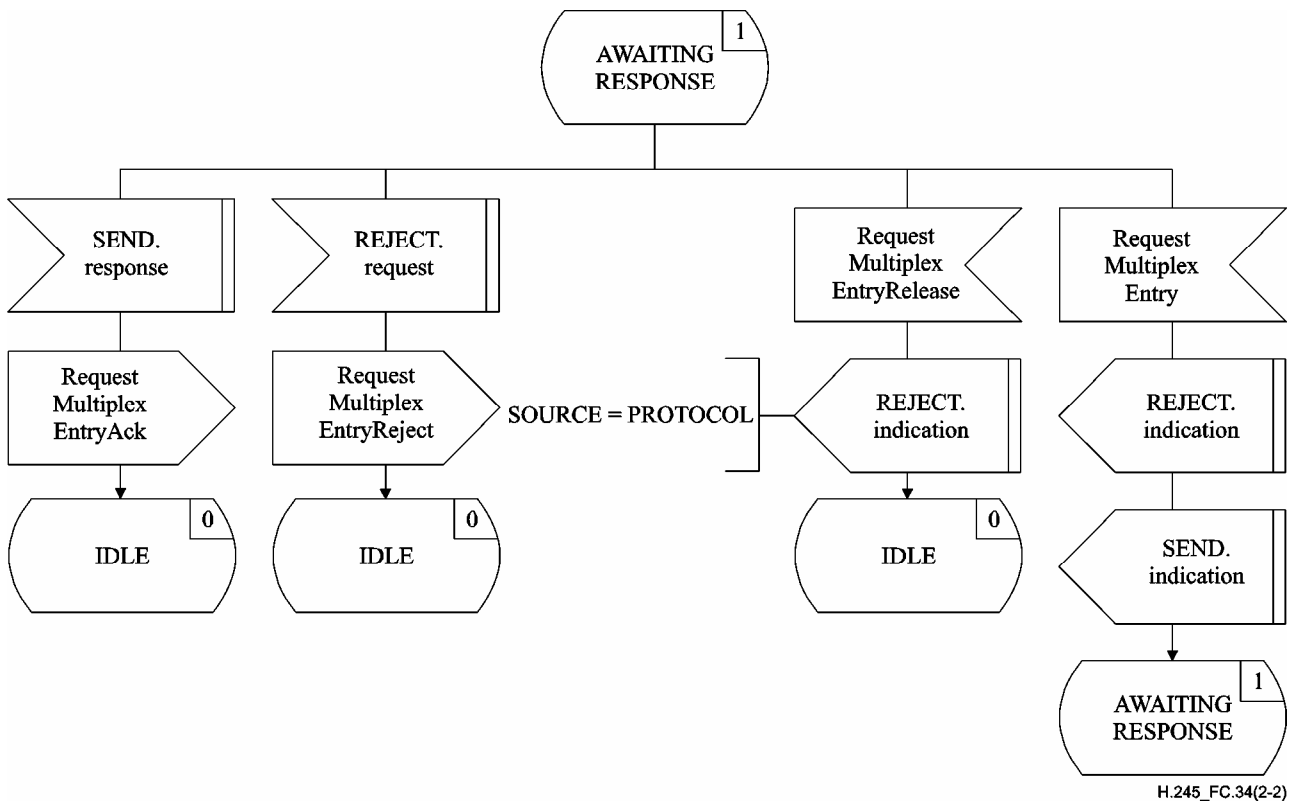 1
AWAITING
RESPONSE
SEND.
response
REJECT.
request
Request
Multiplex
EntryRelease
Request
Multiplex
Entry
Request
Multiplex
EntryAck
Request
Multiplex
EntryReject
SOURCE = PROTOCOL
REJECT.
indication
REJECT.
indication
0
IDLE
0
IDLE
0
IDLE
SEND.
indication
1
AWAITING
RESPONSE
H.245_FC.34(2-2)